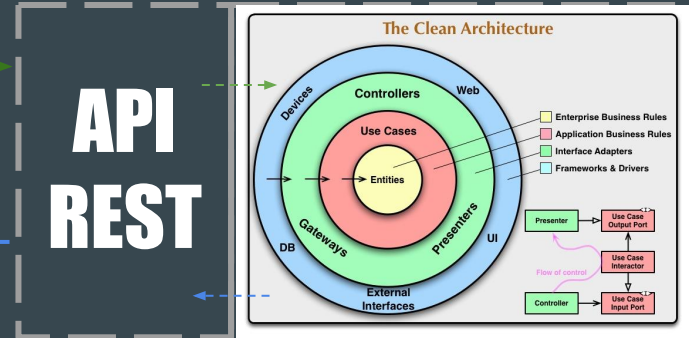 API
REST
The Clean Architecture
Devices
Controllers
Web
Use Cases
Entities
DB
Gateways
Presenters
UI
External
Interfaces
Enterprise Business Rules
Application Business Rules
Interface Adapters
Frameworks & Drivers
Presenter
Use Case
Output Port
Flow of control
Use Case
Interactor
Controller
Use Case
Input Port